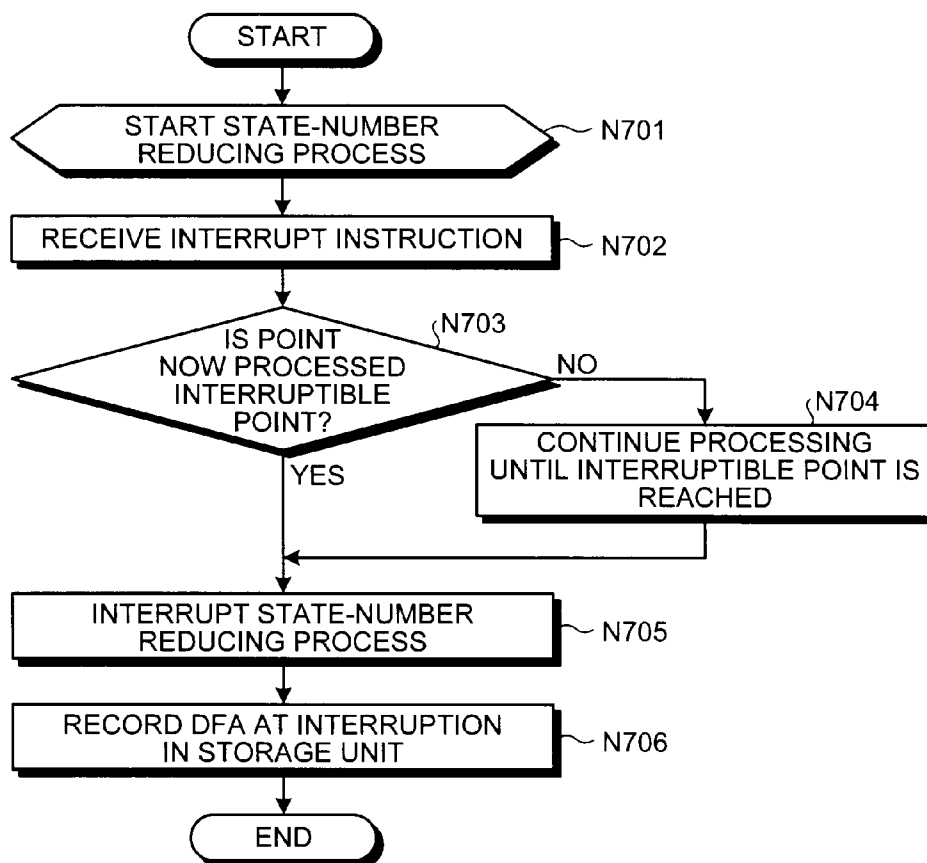 START
START STATE-NUMBER
REDUCING PROCESS
N701
RECEIVE INTERRUPT INSTRUCTION
N702
IS POINT
NOW PROCESSED
INTERRUPTIBLE
POINT?
N703
NO
YES
N704
CONTINUE PROCESSING
UNTIL INTERRUPTIBLE POINT IS
REACHED
INTERRUPT STATE-NUMBER
REDUCING PROCESS
N705
RECORD DFA AT INTERRUPTION
IN STORAGE UNIT
N706
END